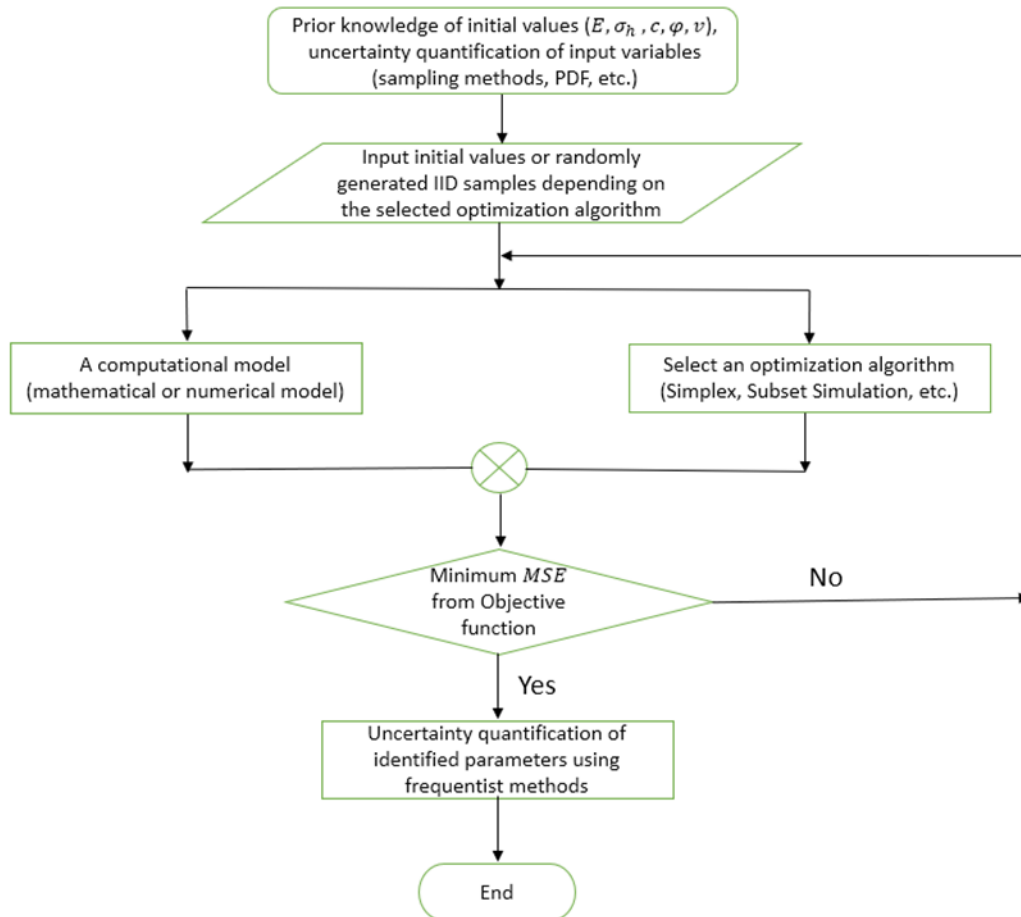 Prior knowledge of initial values (𝐸, 𝜎ₕ , 𝑐, 𝜑, 𝑣),
uncertainty quantification of input variables
(sampling methods, PDF, etc.)
Input initial values or randomly
generated IID samples depending on
the selected optimization algorithm
A computational model
(mathematical or numerical model)
Select an optimization algorithm
(Simplex, Subset Simulation, etc.)
Minimum 𝑀𝑆𝐸
from Objective
function
No
Yes
Uncertainty quantification of
identified parameters using
frequentist methods
End